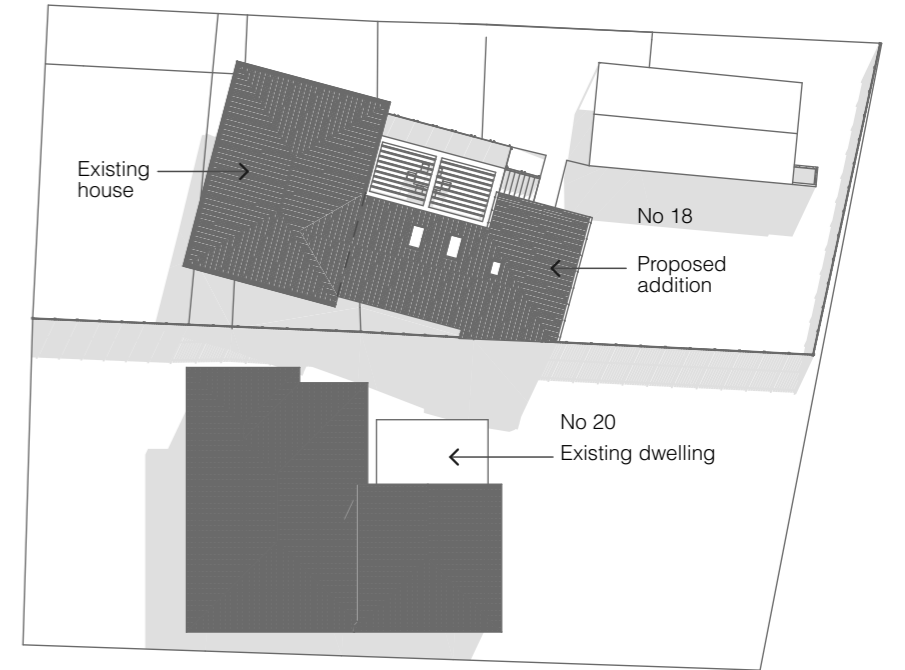 Existing
house
No 18
Proposed
addition
No 20
Existing dwelling